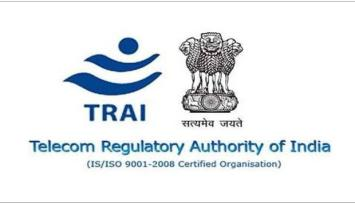 TRAI
सत्यमेव जयते
Telecom Regulatory Authority of India
(IS/ISO 9001-2008 Certified Organisation)